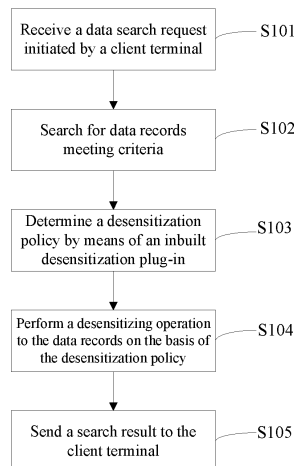 Receive a data search request
initiated by a client terminal
S101
Search for data records
meeting criteria
S102
Determine a desensitization
policy by means of an inbuilt
desensitization plug-in
S103
Perform a desensitizing operation
to the data records on the basis of
the desensitization policy
S104
Send a search result to the
client terminal
S105